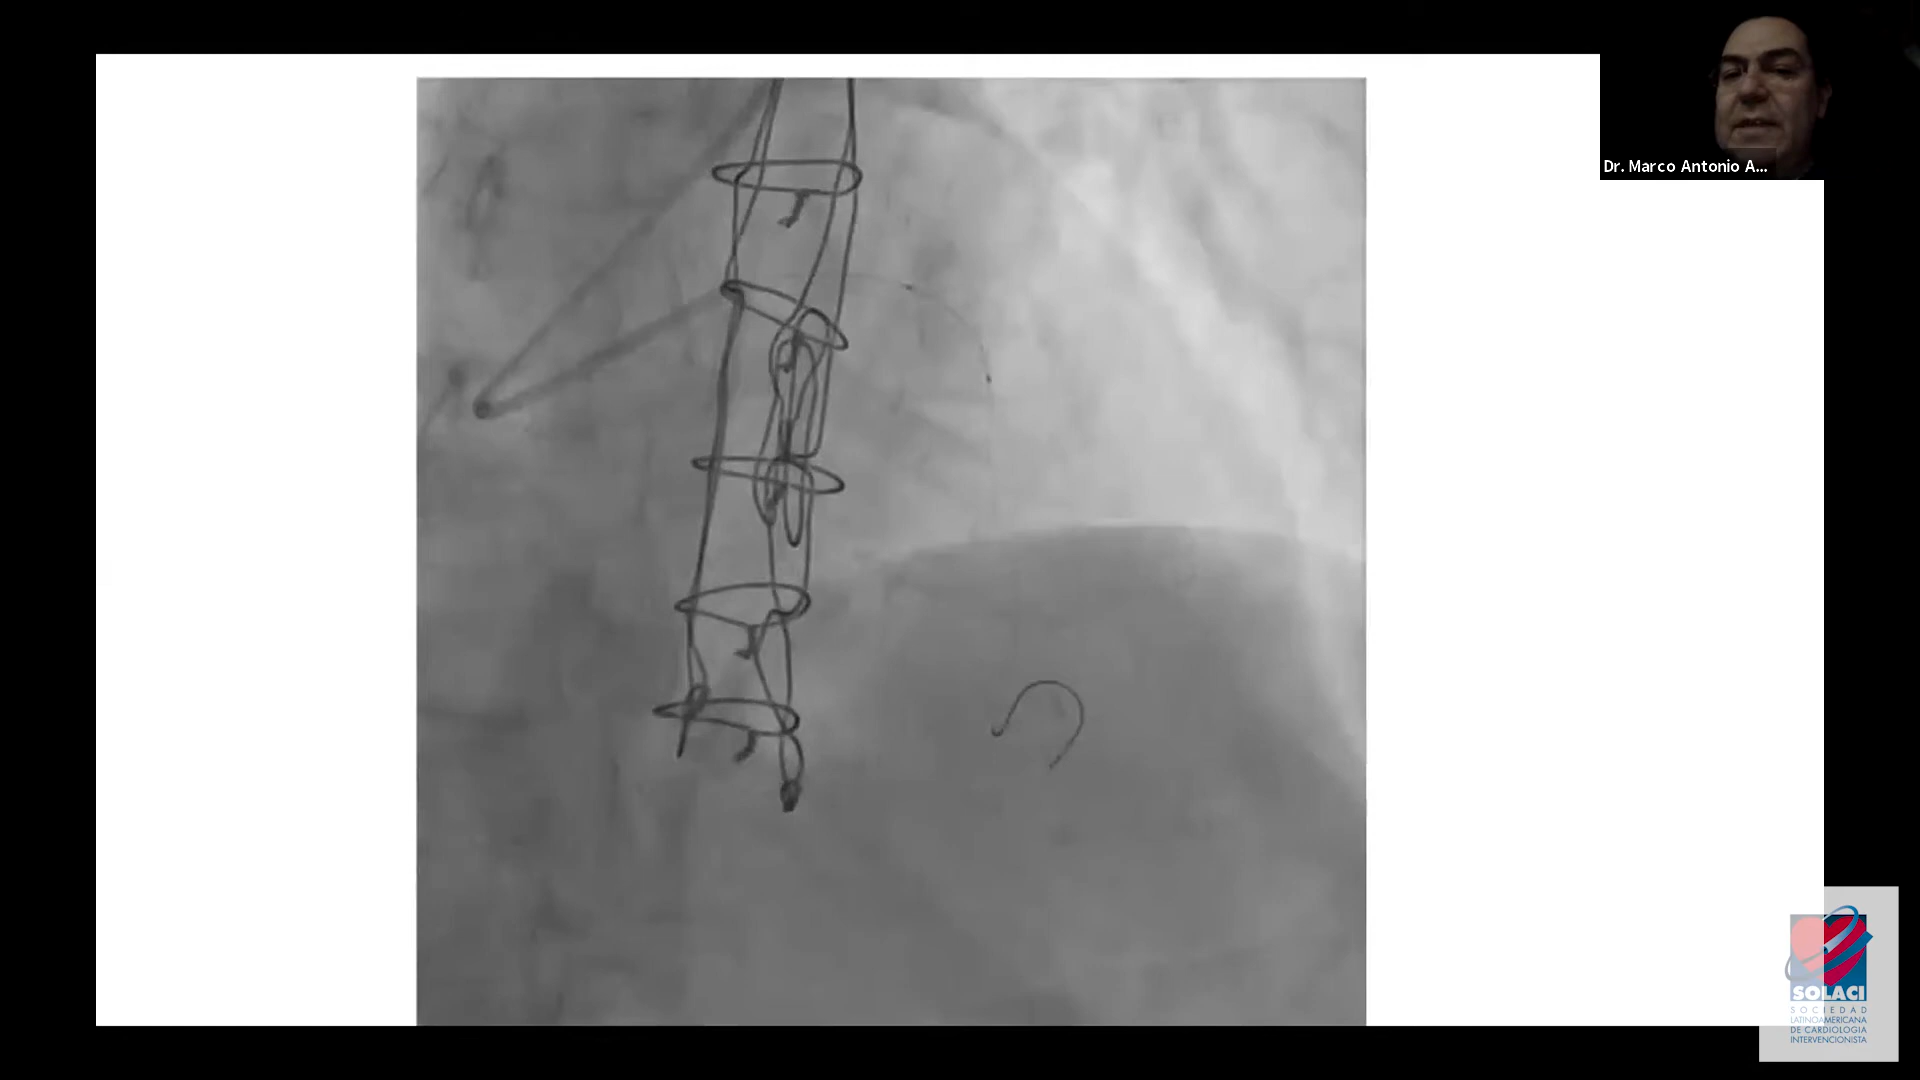 Dr. Marco Antonio A...
SOLACI
SOCIEDAD
LATINOAMERICANA
DE CARDIOLOGIA
INTERVENCIONISTA